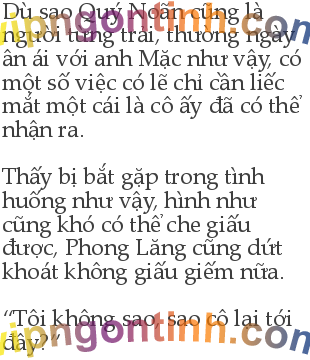 Dù sao Quý Noãn cũng là
người từng trải, thường ngày
ân ái với anh Mặc như vậy, có
một số việc có lẽ chỉ cần liếc
mắt một cái là cô ấy đã có thể
nhận ra.
Thấy bị bắt gặp trong tình
huống như vậy, hình như
cũng khó có thể che giấu
được, Phong Lăng cũng dứt
khoát không giấu giếm nữa.
“Tôi không sao, sao cô lại tới
đây?”
vipngontinh.com
vipngontinh.com